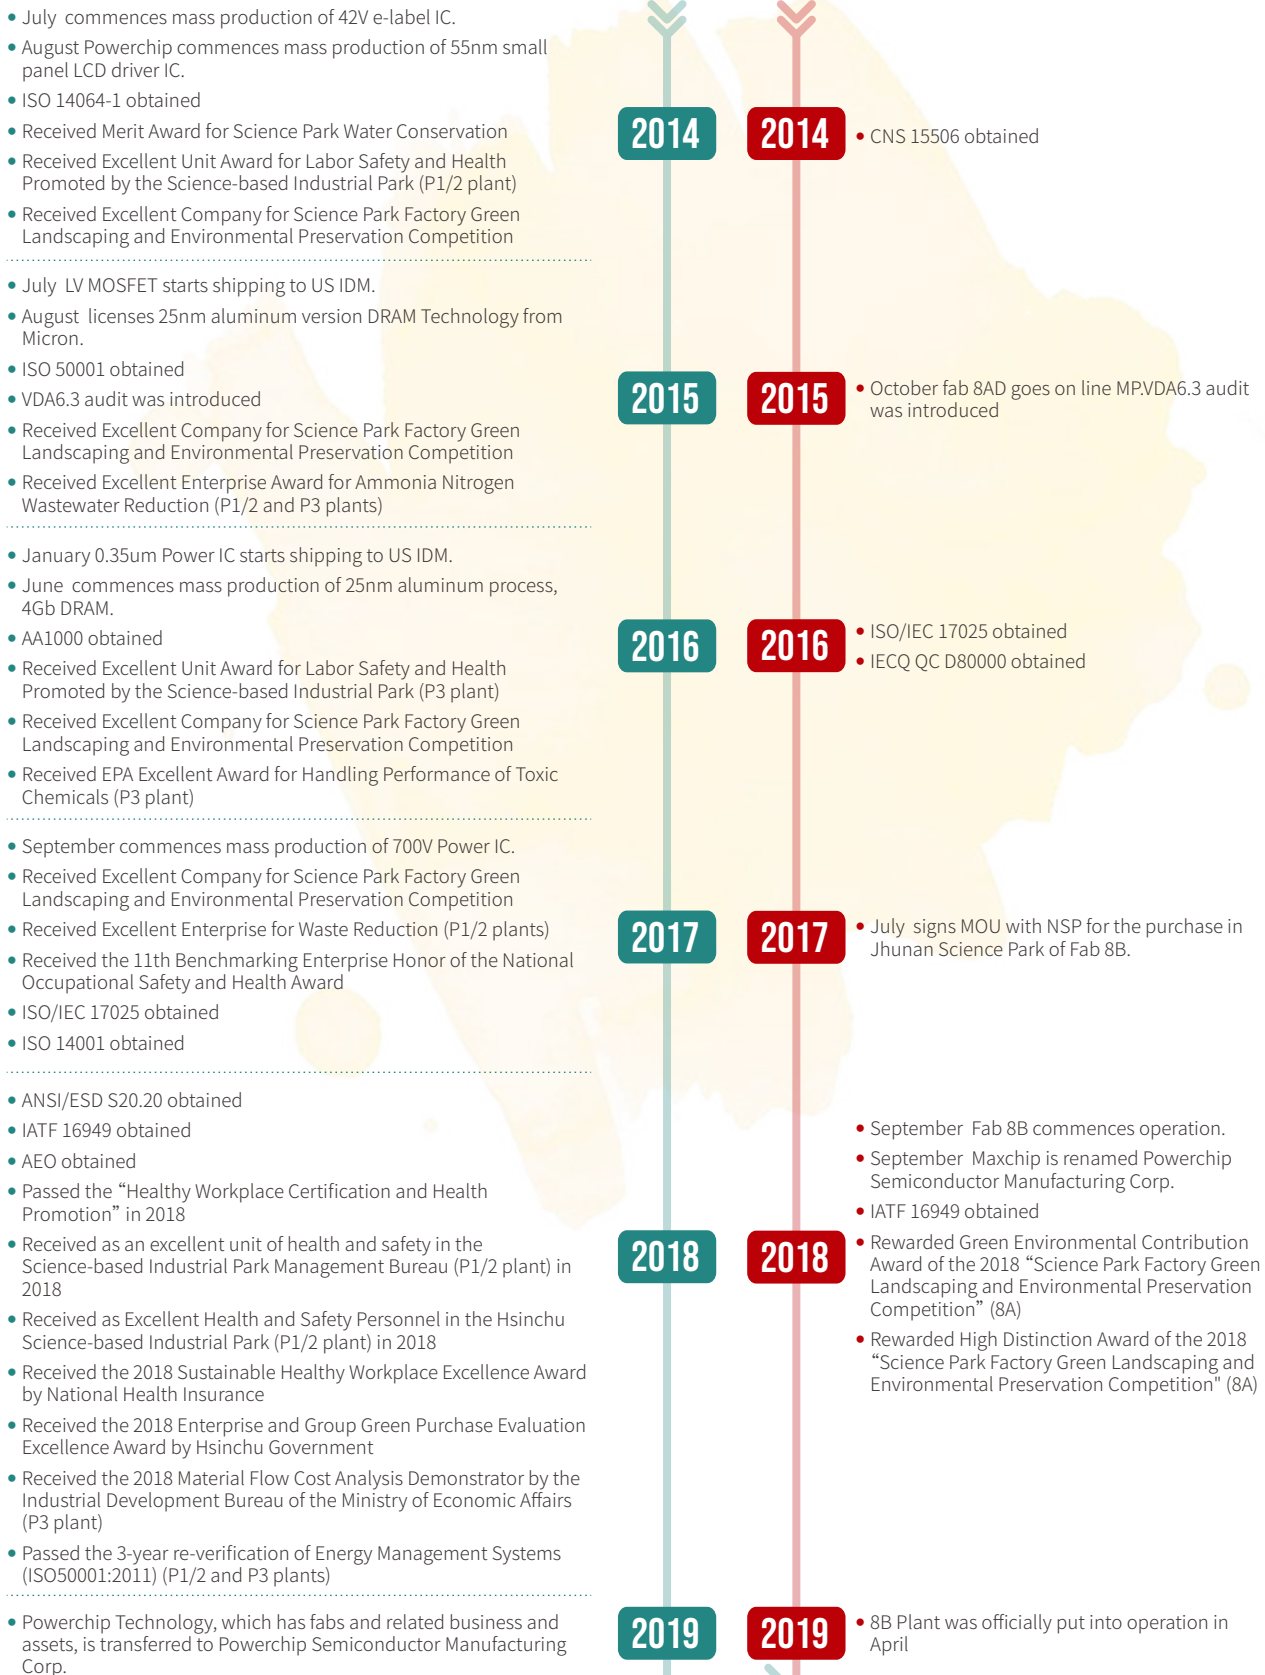 • July commences mass production of 42V e-label IC.
• August Powerchip commences mass production of 55nm small
panel LCD driver IC.
• ISO 14064-1 obtained
• Received Merit Award for Science Park Water Conservation
• Received Excellent Unit Award for Labor Safety and Health
Promoted by the Science-based Industrial Park (P1/2 plant)
• Received Excellent Company for Science Park Factory Green
Landscaping and Environmental Preservation Competition
2014
2014
• CNS 15506 obtained
• July LV MOSFET starts shipping to US IDM.
• August licenses 25nm aluminum version DRAM Technology from
Micron.
• ISO 50001 obtained
• VDA6.3 audit was introduced
• Received Excellent Company for Science Park Factory Green
Landscaping and Environmental Preservation Competition
• Received Excellent Enterprise Award for Ammonia Nitrogen
Wastewater Reduction (P1/2 and P3 plants)
2015
2015
• October fab 8AD goes on line MP.VDA6.3 audit
was introduced
• January 0.35um Power IC starts shipping to US IDM.
• June commences mass production of 25nm aluminum process,
4Gb DRAM.
• AA1000 obtained
• Received Excellent Unit Award for Labor Safety and Health
Promoted by the Science-based Industrial Park (P3 plant)
• Received Excellent Company for Science Park Factory Green
Landscaping and Environmental Preservation Competition
• Received EPA Excellent Award for Handling Performance of Toxic
Chemicals (P3 plant)
2016
2016
• ISO/IEC 17025 obtained
• IECQ QC D80000 obtained
• September commences mass production of 700V Power IC.
• Received Excellent Company for Science Park Factory Green
Landscaping and Environmental Preservation Competition
• Received Excellent Enterprise for Waste Reduction (P1/2 plants)
• Received the 11th Benchmarking Enterprise Honor of the National
Occupational Safety and Health Award
• ISO/IEC 17025 obtained
• ISO 14001 obtained
2017
2017
• July signs MOU with NSP for the purchase in
Jhunan Science Park of Fab 8B.
• ANSI/ESD S20.20 obtained
• IATF 16949 obtained
• AEO obtained
• Passed the “Healthy Workplace Certification and Health
Promotion” in 2018
• Received as an excellent unit of health and safety in the
Science-based Industrial Park Management Bureau (P1/2 plant) in
2018
• Received as Excellent Health and Safety Personnel in the Hsinchu
Science-based Industrial Park (P1/2 plant) in 2018
• Received the 2018 Sustainable Healthy Workplace Excellence Award
by National Health Insurance
• Received the 2018 Enterprise and Group Green Purchase Evaluation
Excellence Award by Hsinchu Government
• Received the 2018 Material Flow Cost Analysis Demonstrator by the
Industrial Development Bureau of the Ministry of Economic Affairs
(P3 plant)
• Passed the 3-year re-verification of Energy Management Systems
(ISO50001:2011) (P1/2 and P3 plants)
2018
2018
• September Fab 8B commences operation.
• September Maxchip is renamed Powerchip
Semiconductor Manufacturing Corp.
• IATF 16949 obtained
• Rewarded Green Environmental Contribution
Award of the 2018 “Science Park Factory Green
Landscaping and Environmental Preservation
Competition” (8A)
• Rewarded High Distinction Award of the 2018
“Science Park Factory Green Landscaping and
Environmental Preservation Competition" (8A)
• Powerchip Technology, which has fabs and related business and
assets, is transferred to Powerchip Semiconductor Manufacturing
Corp.
2019
2019
• 8B Plant was officially put into operation in
April